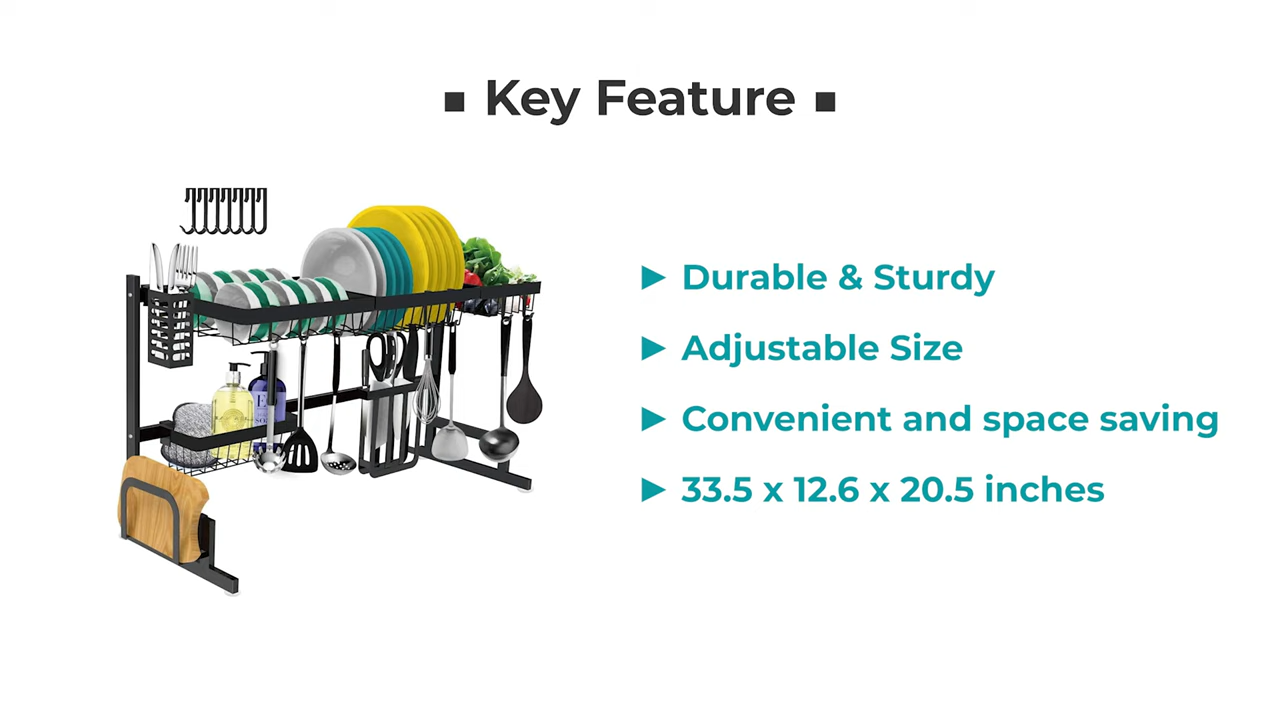 ▪ Key Feature ▪
► Durable & Sturdy
► Adjustable Size
► Convenient and space saving
► 33.5 x 12.6 x 20.5 inches